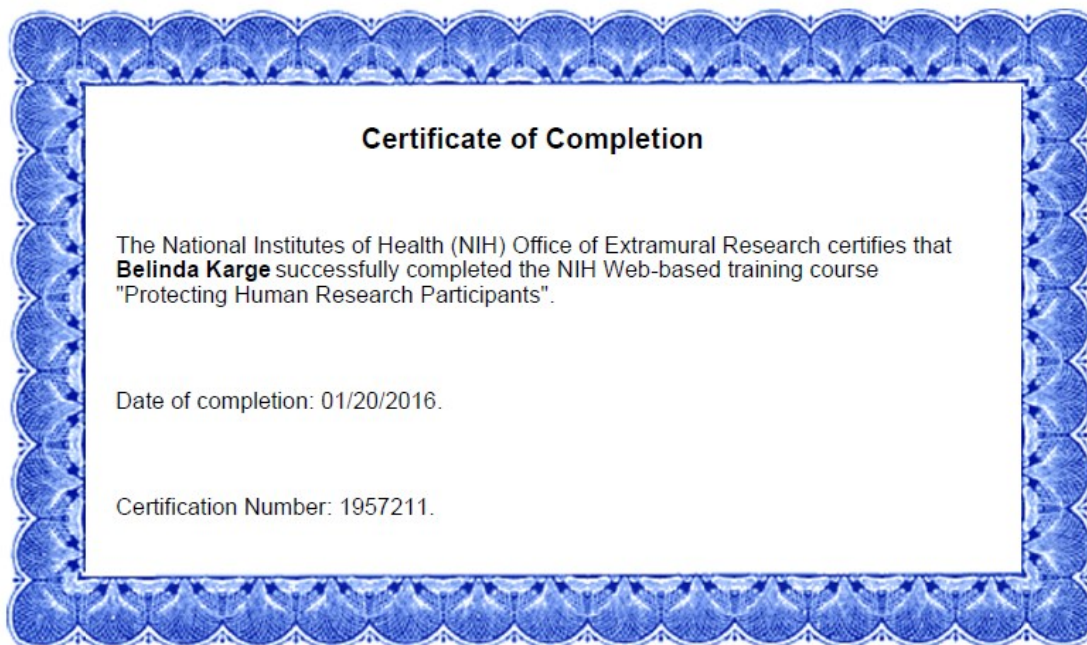 Certificate of Completion
The National Institutes of Health (NIH) Office of Extramural Research certifies that
Belinda Karge successfully completed the NIH Web-based training course
"Protecting Human Research Participants".
Date of completion: 01/20/2016.
Certification Number: 1957211.